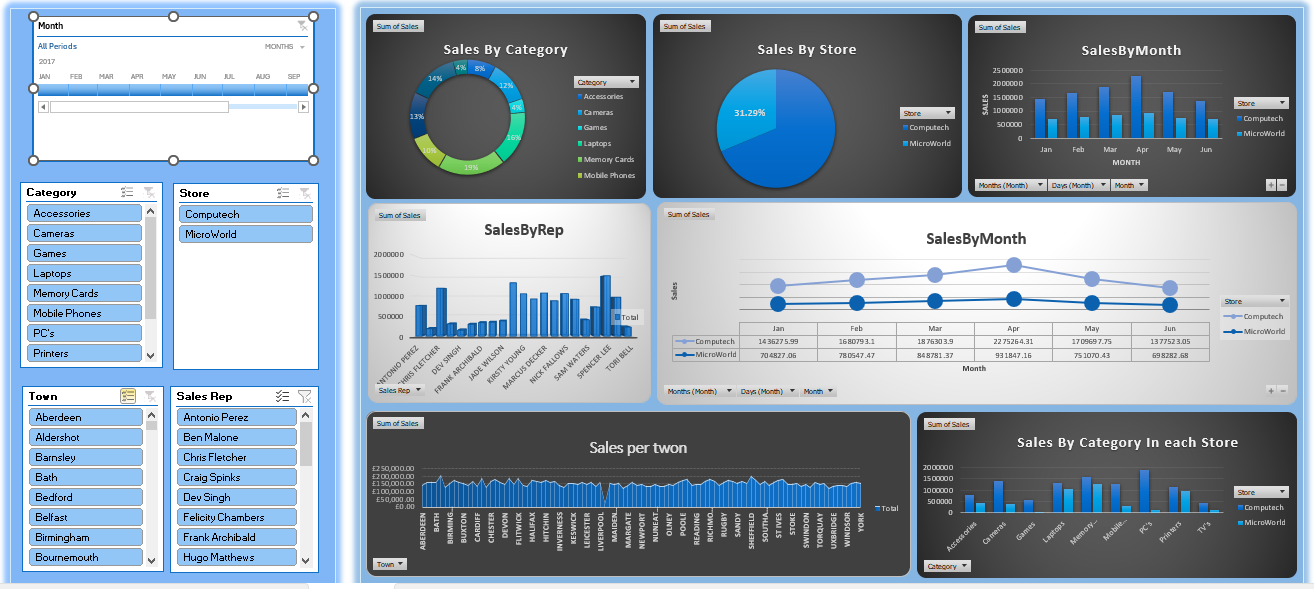 Month
All Periods
MONTHS
2017
JAN FEB MAR APR MAY JUN JUL AUG SEP
Category
Accessories
Cameras
Games
Laptops
Memory Cards
Mobile Phones
PC's
Printers
Store
Computech
MicroWorld
Town
Aberdeen
Aldershot
Barnsley
Bath
Bedford
Belfast
Birmingham
Bournemouth
Sales Rep
Antonio Perez
Ben Malone
Chris Fletcher
Craig Spinks
Dev Singh
Felicity Chambers
Frank Archibald
Hugo Matthews
Sum of Sales
Sales By Category
4% 8%
14% 12%
4%
13% 16%
10%
19%
Category
Accessories
Cameras
Games
Laptops
Memory Cards
Mobile Phones
Sum of Sales
Sales By Store
31.29%
Store
Computech
MicroWorld
Sum of Sales
SalesByMonth
2500000
2000000
1500000
1000000
500000
0
SALES
Jan Feb Mar Apr May Jun
MONTH
Store
Computech
MicroWorld
Months (Month) Days (Month) Month
+ −
Sum of Sales
SalesByRep
2000000
1500000
1000000
500000
0
Total
ANTONIO PEREZ
CHRIS FLETCHER
DEV SINGH
FRANK ARCHIBALD
JADE WILSON
KIRSTY YOUNG
MARCUS DECKER
NICK FALLOWS
SAM WATERS
SPENCER LEE
TORI BELL
Sales Rep
Sum of Sales
SalesByMonth
Sales
Jan Feb Mar Apr May Jun
Computech 1436275.99 1680793.1 1876303.9 2275264.31 1709697.75 1377523.05
MicroWorld 704827.06 780547.47 848781.37 931847.16 751070.43 698282.68
Month
Store
Computech
MicroWorld
Months (Month) Days (Month) Month
+ −
Sum of Sales
Sales per twon
£250,000.00
£200,000.00
£150,000.00
£100,000.00
£50,000.00
£0.00
Total
ABERDEEN
BATH
BIRMING…
BUXTON
CARDIFF
CHESTER
DEVON
FLITWICK
HALIFAX
HITCHIN
INVERNESS
KESWICK
LEICESTER
LIVERPOOL
MAIDEN…
MARGATE
NEWPORT
NUNEAT…
OLNEY
POOLE
READING
RICHMO…
RUGBY
SANDY
SHEFFIELD
SOUTHA…
ST IVES
STOKE
SWINDON
TORQUAY
UXBRIDGE
WINDSOR
YORK
Town
Sum of Sales
Sales By Category In each Store
2000000
1500000
1000000
500000
0
Accessories
Cameras
Games
Laptops
Memory…
Mobile…
PC's
Printers
TV's
Store
Computech
MicroWorld
Category